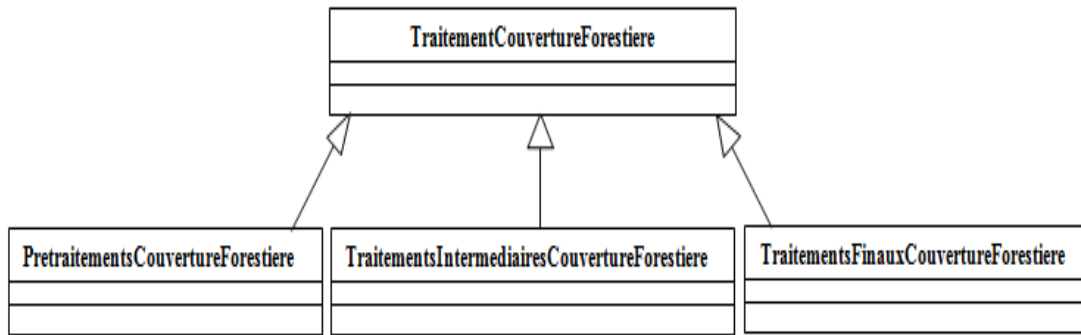 TraitementCouvertureForestiere
PretraitementsCouvertureForestiere
TraitementsIntermediairesCouvertureForestiere
TraitementsFinauxCouvertureForestiere